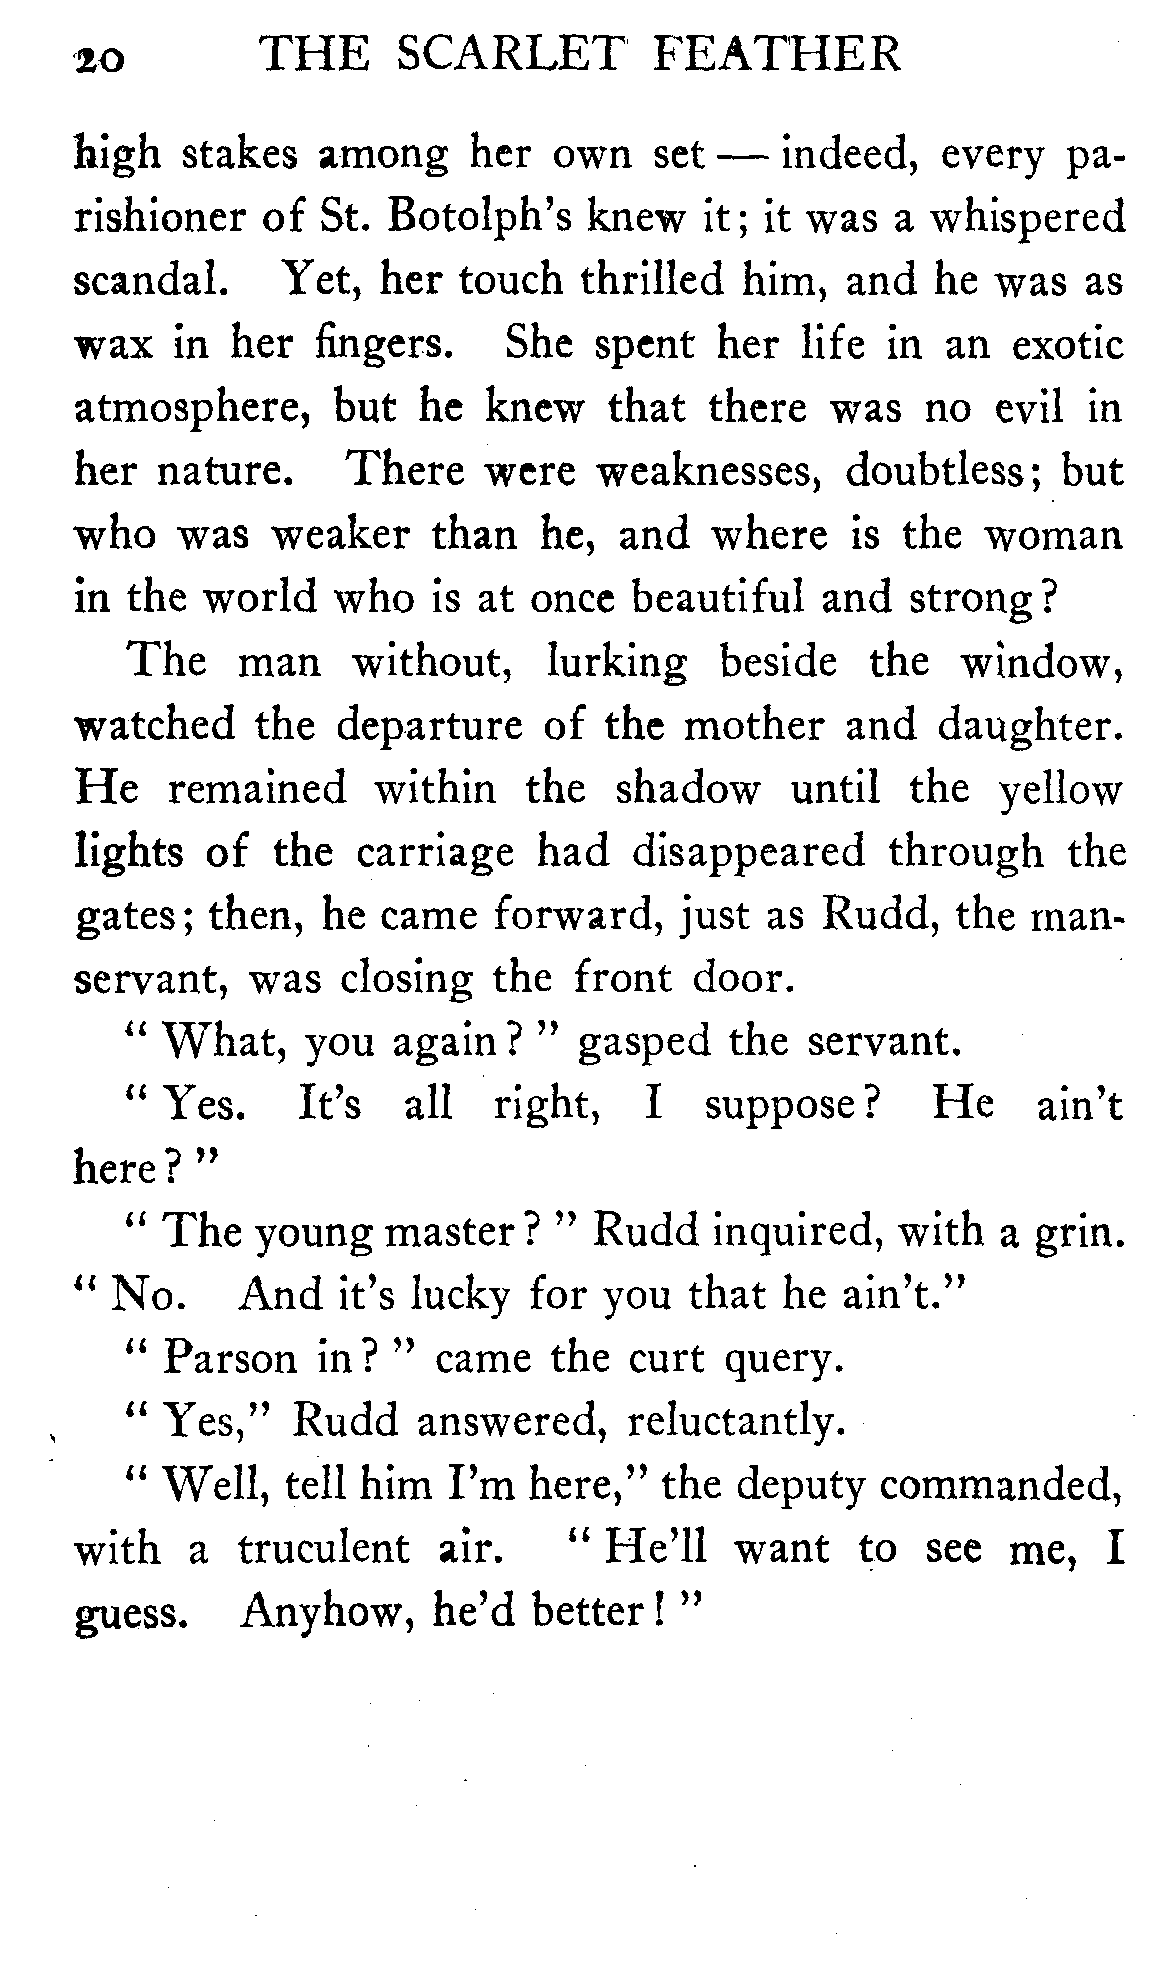 20 THE SCARLET FEATHER
high stakes among her own set — indeed, every pa-
rishioner of St. Botolph's knew it; it was a whispered
scandal. Yet, her touch thrilled him, and he was as
wax in her fingers. She spent her life in an exotic
atmosphere, but he knew that there was no evil in
her nature. There were weaknesses, doubtless; but
who was weaker than he, and where is the woman
in the world who is at once beautiful and strong?
The man without, lurking beside the window,
watched the departure of the mother and daughter.
He remained within the shadow until the yellow
lights of the carriage had disappeared through the
gates; then, he came forward, just as Rudd, the man-
servant, was closing the front door.
" What, you again? " gasped the servant.
" Yes. It's all right, I suppose? He ain't
here? "
" The young master? " Rudd inquired, with a grin.
" No. And it's lucky for you that he ain't."
" Parson in? " came the curt query.
" Yes," Rudd answered, reluctantly.
" Well, tell him I'm here," the deputy commanded,
with a truculent air. " He'll want to see me, I
guess. Anyhow, he'd better! "